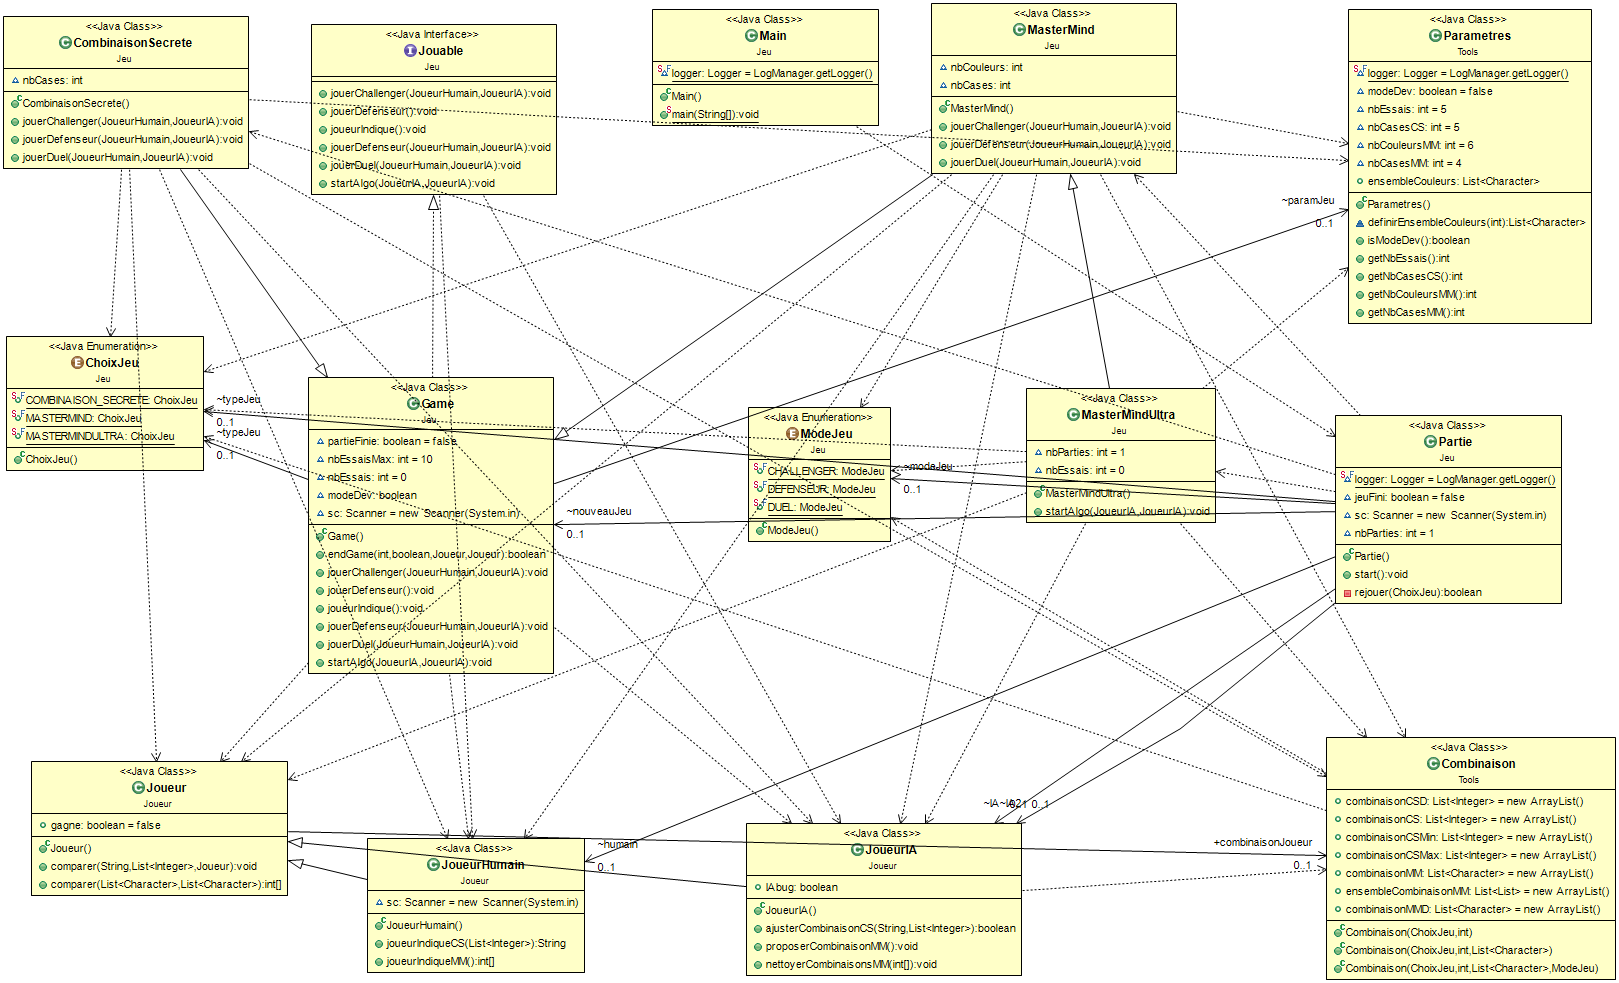 <<Java Class>>
CombinaisonSecrete
Jeu
nbCases: int
CombinaisonSecrete()
jouerChallenger(JoueurHumain,JoueurIA):void
jouerDefenseur(JoueurHumain,JoueurIA):void
jouerDuel(JoueurHumain,JoueurIA):void
<<Java Interface>>
Jouable
Jeu
jouerChallenger(JoueurHumain,JoueurIA):void
jouerDefenseur():void
joueurIndique():void
jouerDefenseur(JoueurHumain,JoueurIA):void
jouerDuel(JoueurHumain,JoueurIA):void
startAlgo(JoueurIA,JoueurIA):void
<<Java Class>>
Main
Jeu
logger: Logger = LogManager.getLogger()
Main()
main(String[]):void
<<Java Class>>
MasterMind
Jeu
nbCouleurs: int
nbCases: int
MasterMind()
jouerChallenger(JoueurHumain,JoueurIA):void
jouerDefenseur(JoueurHumain,JoueurIA):void
jouerDuel(JoueurHumain,JoueurIA):void
<<Java Class>>
Parametres
Tools
logger: Logger = LogManager.getLogger()
modeDev: boolean = false
nbEssais: int = 5
nbCasesCS: int = 5
nbCouleursMM: int = 6
nbCasesMM: int = 4
ensembleCouleurs: List<Character>
Parametres()
definirEnsembleCouleurs(int):List<Character>
isModeDev():boolean
getNbEssais():int
getNbCasesCS():int
getNbCouleursMM():int
getNbCasesMM():int
~paramJeu
0..1
<<Java Enumeration>>
ChoixJeu
Jeu
COMBINAISON_SECRETE: ChoixJeu
MASTERMIND: ChoixJeu
MASTERMINDULTRA: ChoixJeu
ChoixJeu()
~typeJeu
0..1
~typeJeu
0..1
<<Java Class>>
Game
Jeu
partieFinie: boolean = false
nbEssaisMax: int = 10
nbEssais: int = 0
modeDev: boolean
sc: Scanner = new Scanner(System.in)
Game()
endGame(int,boolean,Joueur,Joueur):boolean
jouerChallenger(JoueurHumain,JoueurIA):void
jouerDefenseur():void
joueurIndique():void
jouerDefenseur(JoueurHumain,JoueurIA):void
jouerDuel(JoueurHumain,JoueurIA):void
startAlgo(JoueurIA,JoueurIA):void
~nouveauJeu
0..1
<<Java Enumeration>>
ModeJeu
Jeu
CHALLENGER: ModeJeu
DEFENSEUR: ModeJeu
DUEL: ModeJeu
ModeJeu()
~modeJeu
0..1
<<Java Class>>
MasterMindUltra
Jeu
nbParties: int = 1
nbEssais: int = 0
MasterMindUltra()
startAlgo(JoueurIA,JoueurIA):void
<<Java Class>>
Partie
Jeu
logger: Logger = LogManager.getLogger()
jeuFini: boolean = false
sc: Scanner = new Scanner(System.in)
nbParties: int = 1
Partie()
start():void
rejouer(ChoixJeu):boolean
<<Java Class>>
Joueur
Joueur
gagne: boolean = false
Joueur()
comparer(String,List<Integer>,Joueur):void
comparer(List<Character>,List<Character>):int[]
<<Java Class>>
JoueurHumain
Joueur
sc: Scanner = new Scanner(System.in)
JoueurHumain()
joueurIndiqueCS(List<Integer>):String
joueurIndiqueMM():int[]
~humain
0..1
~IA ~IA2 0..1 0..1
<<Java Class>>
JoueurIA
Joueur
IAbug: boolean
JoueurIA()
ajusterCombinaisonCS(String,List<Integer>):boolean
proposerCombinaisonMM():void
nettoyerCombinaisonsMM(int[]):void
+combinaisonJoueur
0..1
<<Java Class>>
Combinaison
Tools
combinaisonCSD: List<Integer> = new ArrayList()
combinaisonCS: List<Integer> = new ArrayList()
combinaisonCSMin: List<Integer> = new ArrayList()
combinaisonCSMax: List<Integer> = new ArrayList()
combinaisonMM: List<Character> = new ArrayList()
ensembleCombinaisonMM: List<List> = new ArrayList()
combinaisonMMD: List<Character> = new ArrayList()
Combinaison(ChoixJeu,int)
Combinaison(ChoixJeu,int,List<Character>)
Combinaison(ChoixJeu,int,List<Character>,ModeJeu)